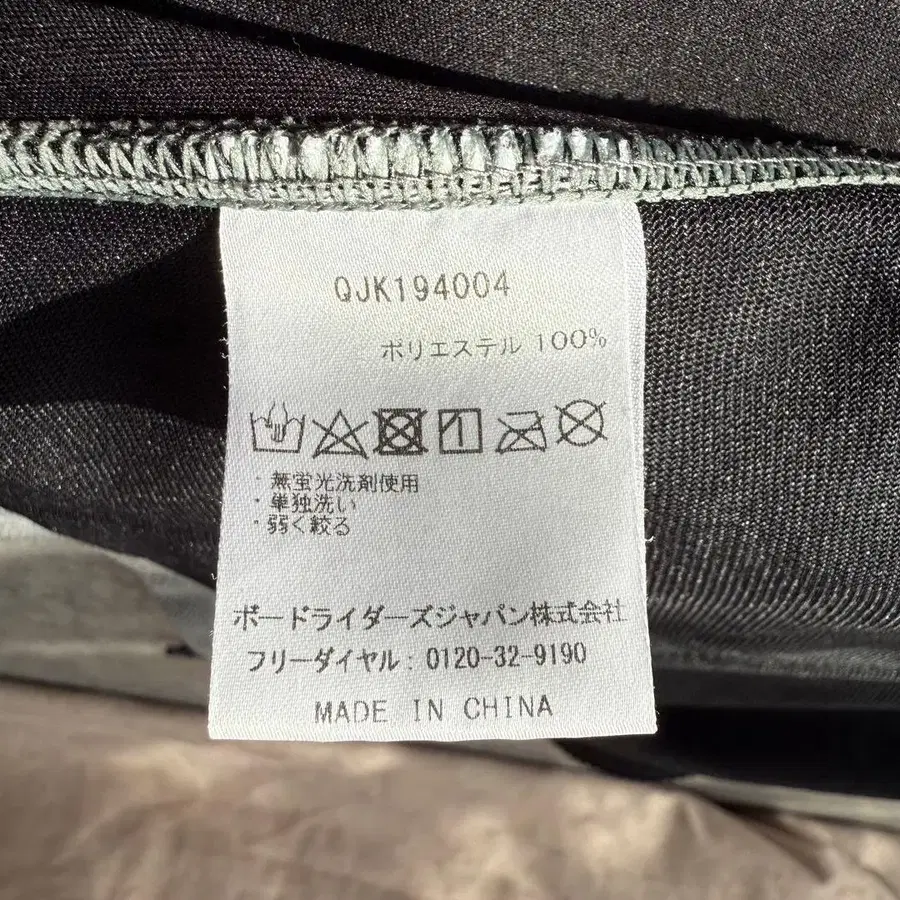 QJK194004
ポリエステル 100%
・無蛍光洗剤使用
・単独洗い
・弱く絞る
ボードライダーズジャパン株式会社
フリーダイヤル: 0120-32-9190
MADE IN CHINA